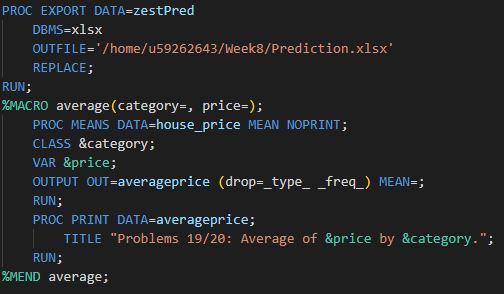 PROC EXPORT DATA=zestPred
DBMS=xlsx
OUTFILE='/home/u59262643/Week8/Prediction.xlsx'
REPLACE;
RUN;
%MACRO average(category=, price=);
PROC MEANS DATA=house_price MEAN NOPRINT;
CLASS &category;
VAR &price;
OUTPUT OUT=averageprice (drop=_type_ _freq_) MEAN=;
RUN;
PROC PRINT DATA=averageprice;
TITLE "Problems 19/20: Average of &price by &category.";
RUN;
%MEND average;